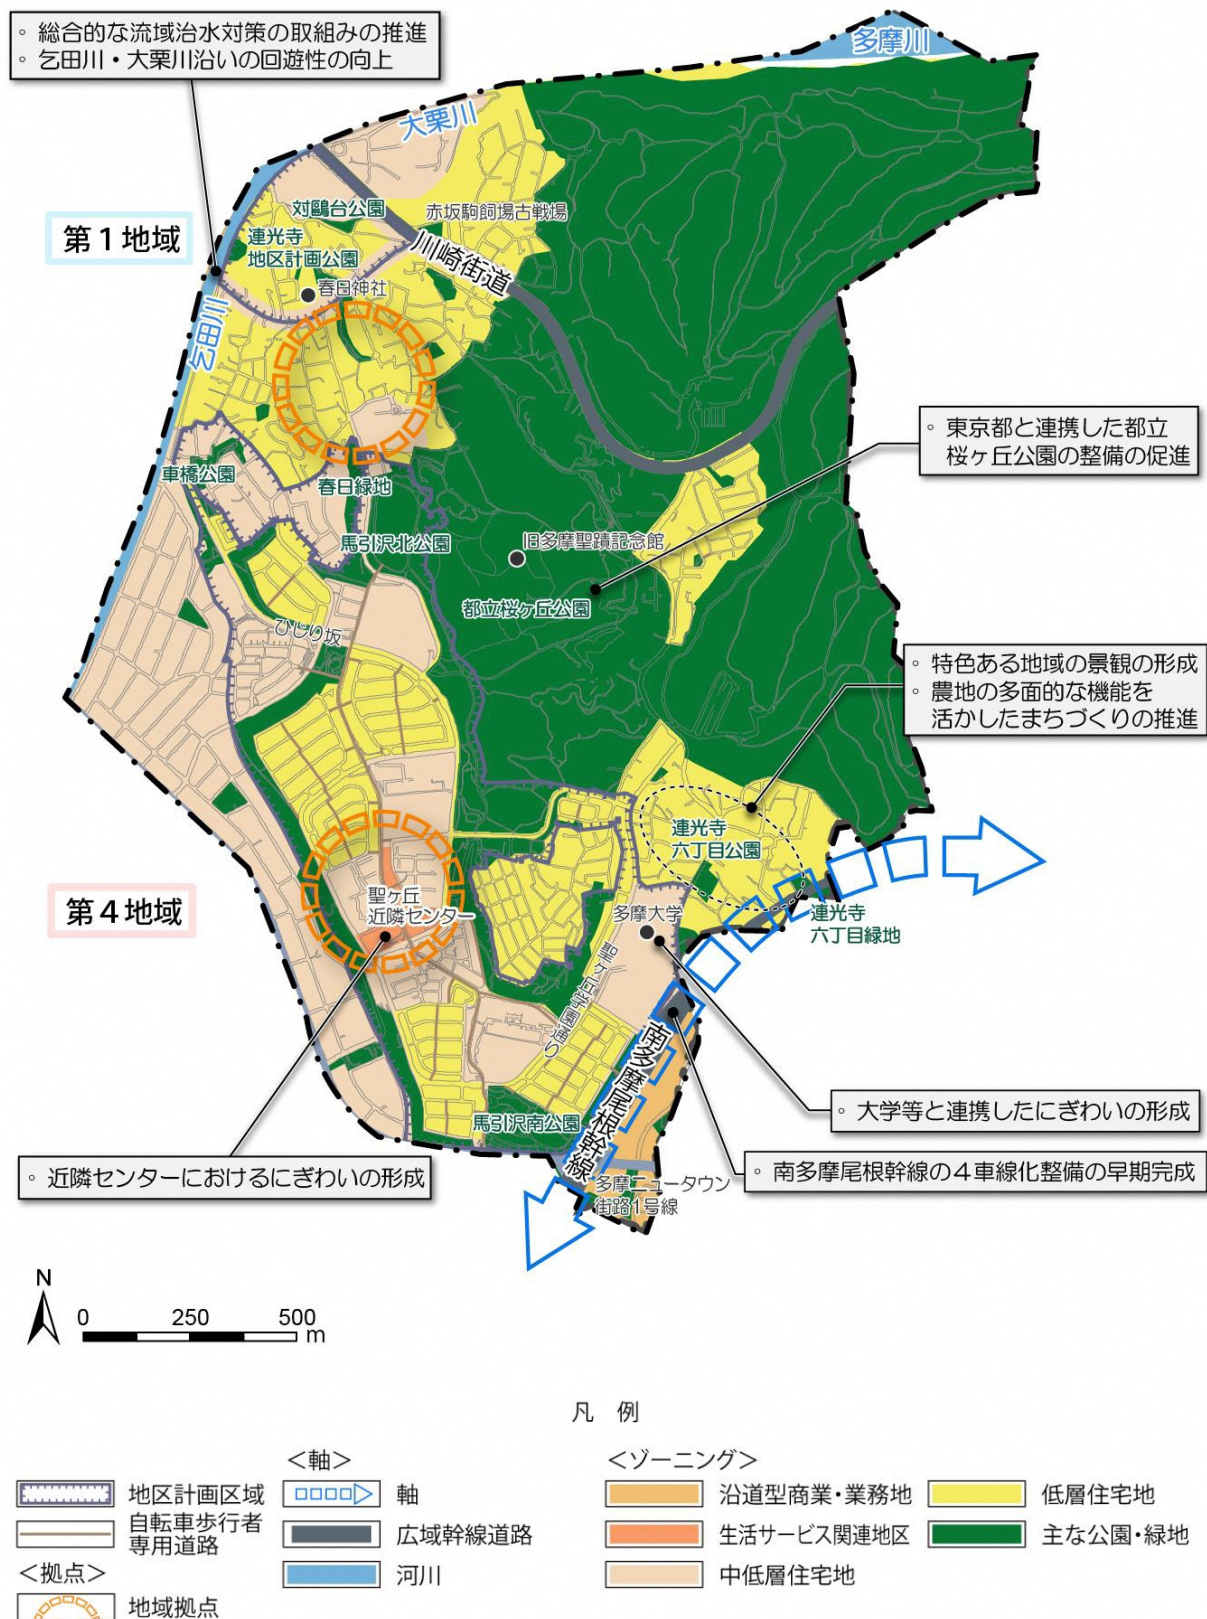 ◦ 総合的な流域治水対策の取組みの推進
◦ 乞田川・大栗川沿いの回遊性の向上
多摩川
大栗川
対鷗台公園
赤坂駒飼場古戦場
第1地域
連光寺
地区計画公園
川崎街道
春日神社
乞田川
◦ 東京都と連携した都立
桜ヶ丘公園の整備の促進
車橋公園
春日緑地
馬引沢北公園
旧多摩聖蹟記念館
都立桜ヶ丘公園
ひじり坂
◦ 特色ある地域の景観の形成
◦ 農地の多面的な機能を
活かしたまちづくりの推進
連光寺
六丁目公園
第4地域
聖ヶ丘
近隣センター
多摩大学
連光寺
六丁目緑地
聖ヶ丘学園通り
南多摩尾根幹線
◦ 大学等と連携したにぎわいの形成
馬引沢南公園
◦ 近隣センターにおけるにぎわいの形成
◦ 南多摩尾根幹線の4車線化整備の早期完成
多摩ニュータウン
街路1号線
N
0 250 500
m
凡 例
<軸>
<ゾーニング>
地区計画区域
軸
沿道型商業・業務地
低層住宅地
自転車歩行者
専用道路
広域幹線道路
生活サービス関連地区
主な公園・緑地
<拠点>
河川
中低層住宅地
地域拠点